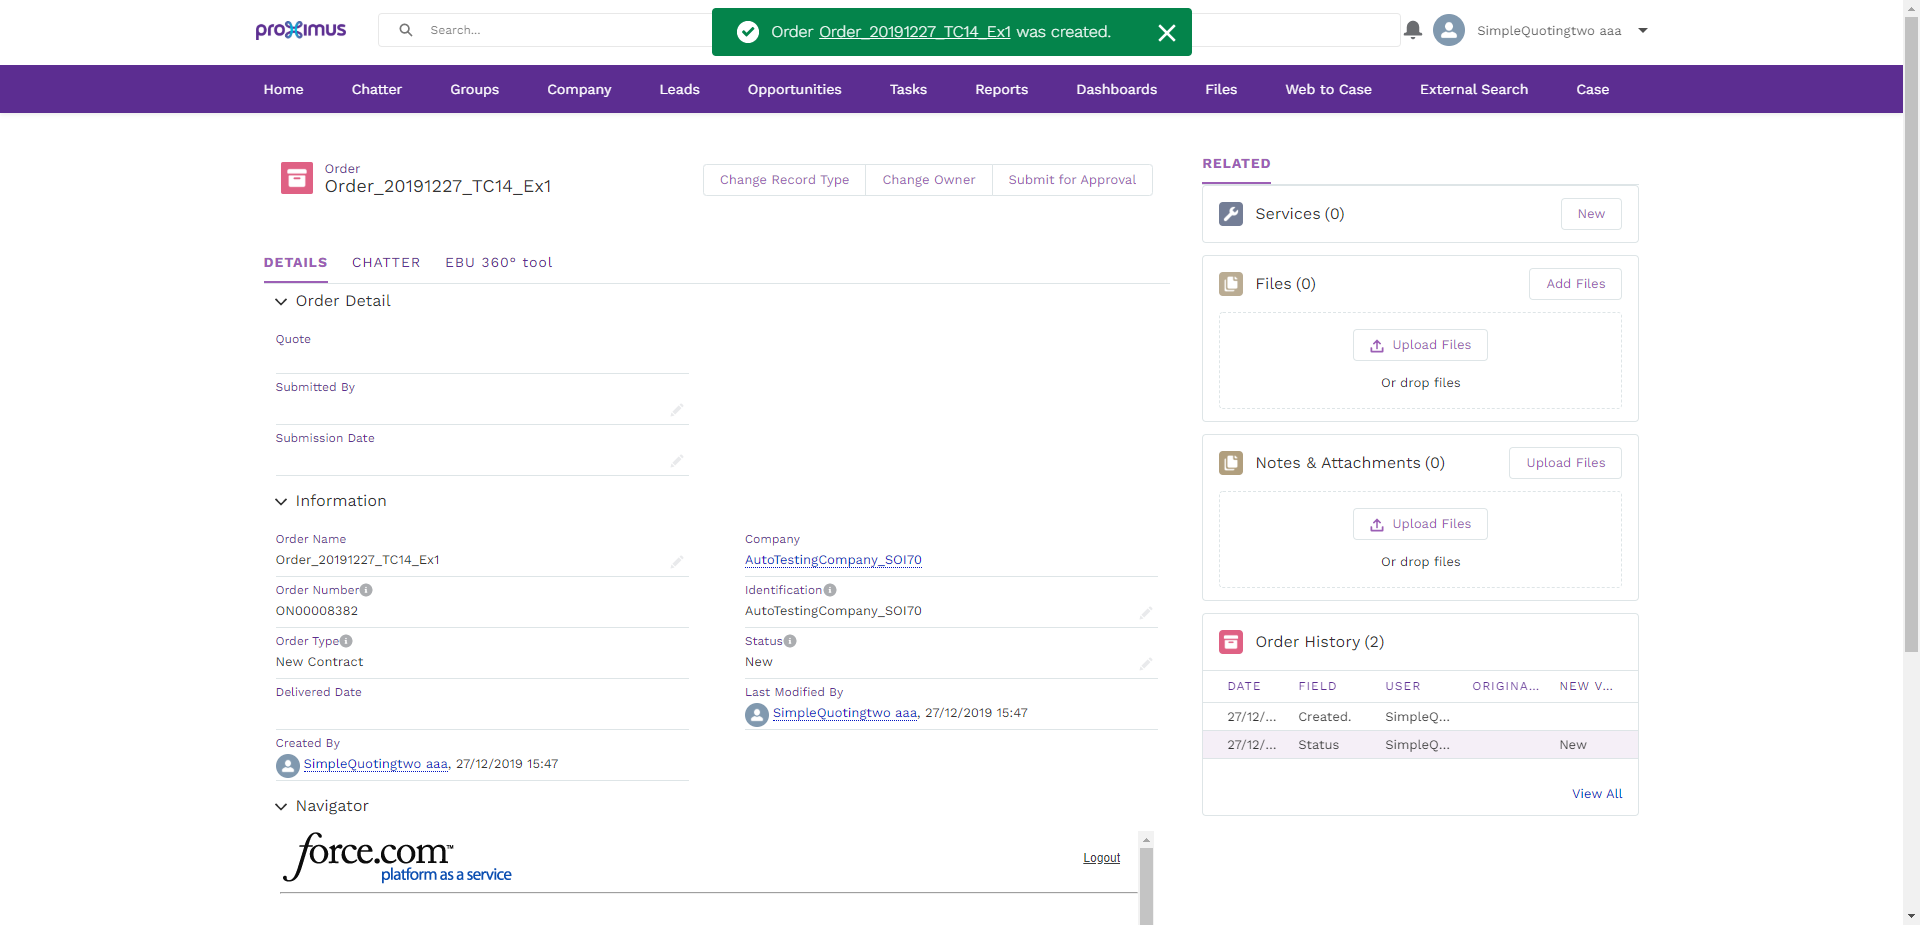 proximus
Search...
Order Order_20191227_TC14_Ex1 was created.
SimpleQuotingtwo aaa
Home Chatter Groups Company Leads Opportunities Tasks Reports Dashboards Files Web to Case External Search Case
Order
Order_20191227_TC14_Ex1
Change Record Type Change Owner Submit for Approval
DETAILS CHATTER EBU 360° tool
Order Detail
Quote
Submitted By
Submission Date
Information
Order Name
Order_20191227_TC14_Ex1
Company
AutoTestingCompany_SOI70
Order Number
ON00008382
Identification
AutoTestingCompany_SOI70
Order Type
New Contract
Status
New
Delivered Date
Last Modified By
SimpleQuotingtwo aaa, 27/12/2019 15:47
Created By
SimpleQuotingtwo aaa, 27/12/2019 15:47
Navigator
force.com™
platform as a service
Logout
RELATED
Services (0)
New
Files (0)
Add Files
Upload Files
Or drop files
Notes & Attachments (0)
Upload Files
Upload Files
Or drop files
Order History (2)
DATE FIELD USER ORIGINA... NEW V...
27/12/... Created. SimpleQ...
27/12/... Status SimpleQ... New
View All